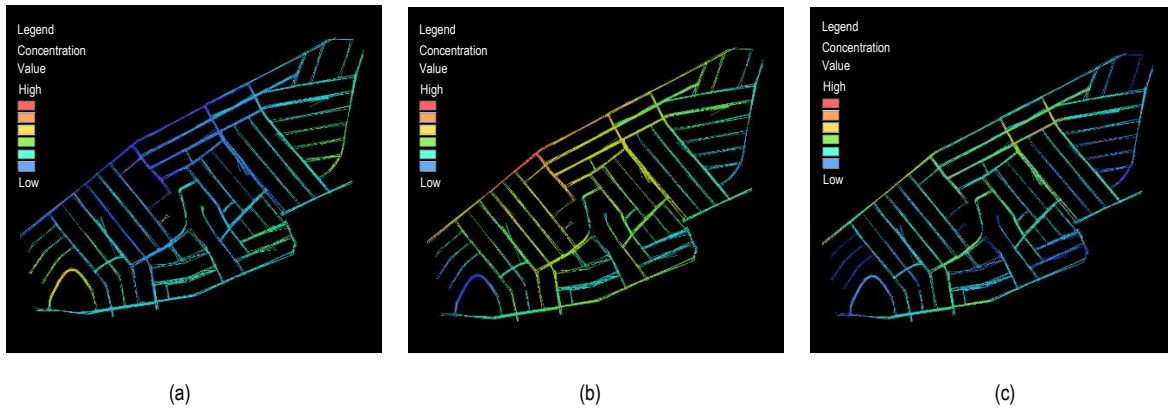 Legend
Concentration
Value
High
Low
Legend
Concentration
Value
High
Low
Legend
Concentration
Value
High
Low
(a)
(b)
(c)